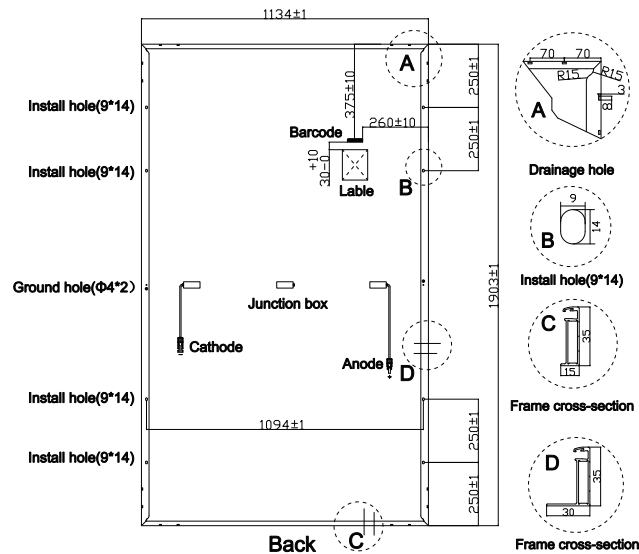 1134±1
A
70
70
R15
R15
3
8
A
Drainage hole
250±1
250±1
375±10
260±10
Install hole(9*14)
Barcode
Install hole(9*14)
+10
30-0
Lable
B
9
14
B
Install hole(9*14)
1903±1
Ground hole(Φ4*2)
Junction box
Cathode
Anode
D
C
35
15
Frame cross-section
Install hole(9*14)
1094±1
250±1
250±1
Install hole(9*14)
D
35
30
Frame cross-section
C
Back